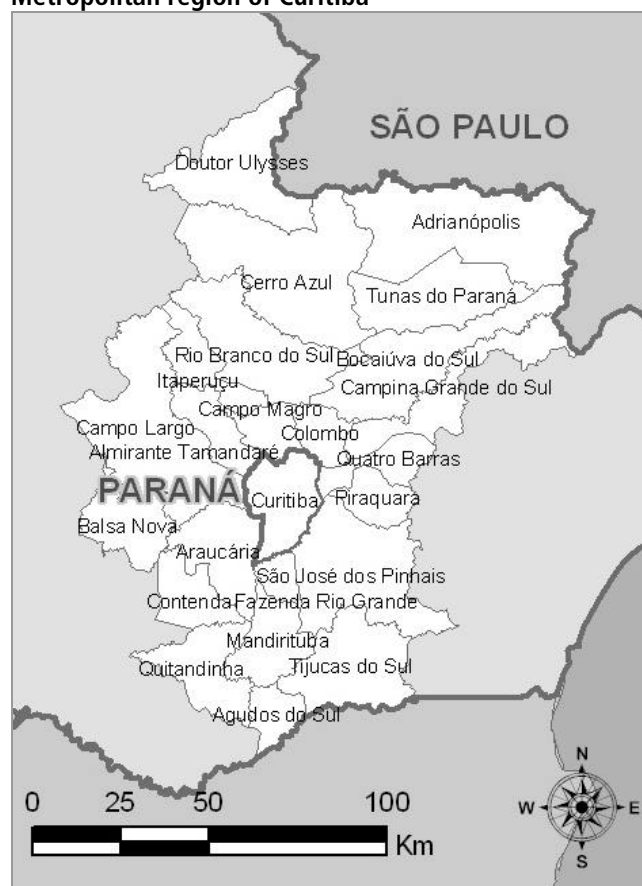 Metropolitan region of Curitiba
SÃO PAULO
Doutor Ulysses
Adrianópolis
Cerro Azul
Tunas do Paraná
Rio Branco do Sul
Bocaiúva do Sul
Itaperuçu
Campina Grande do Sul
Campo Magro
Campo Largo
Colombo
Almirante Tamandaré
Quatro Barras
PARANÁ
Curitiba
Piraquara
Balsa Nova
Araucária
São José dos Pinhais
Contenda
Fazenda Rio Grande
Mandirituba
Quitandinha
Tijucas do Sul
Agudos do Sul
N
W
E
S
0 25 50 100
Km